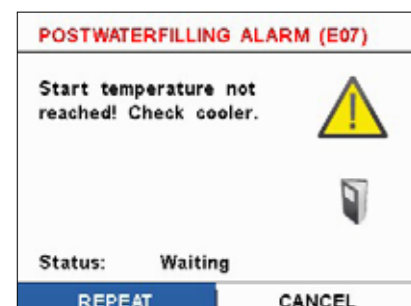 POSTWATERFILLING ALARM (E07)
Start temperature not
reached! Check cooler.
Status: Waiting
REPEAT CANCEL